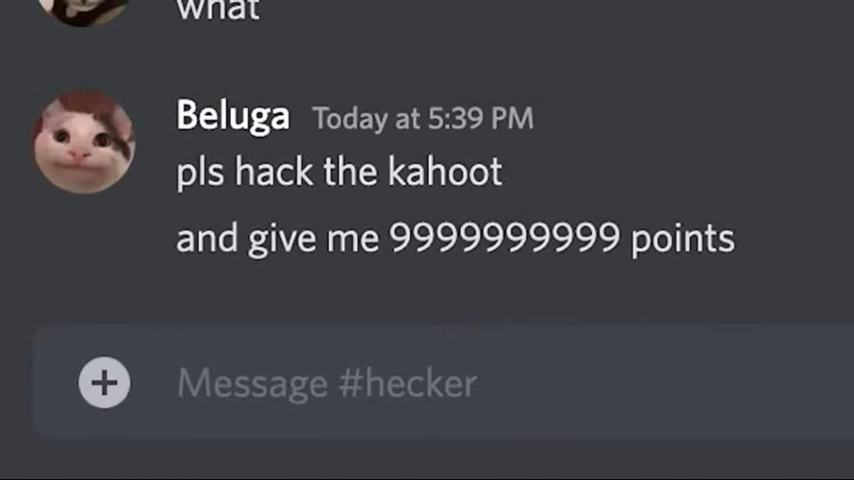 what
Beluga Today at 5:39 PM
pls hack the kahoot
and give me 9999999999 points
Message #hecker